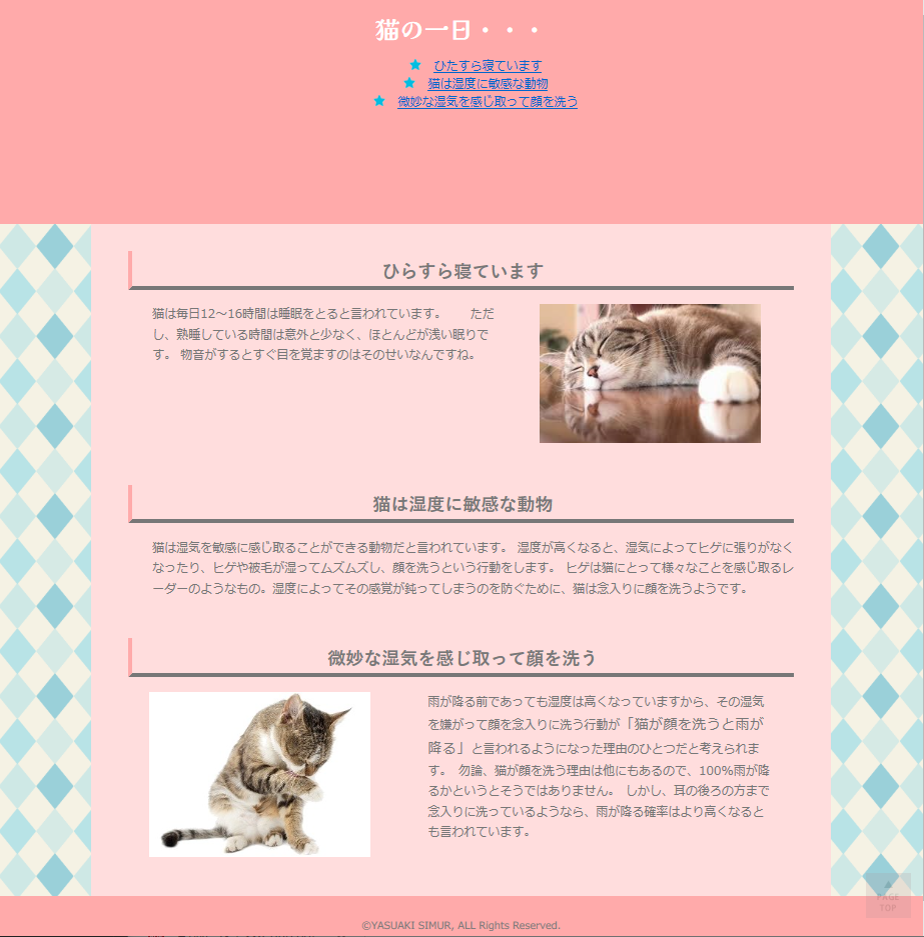 猫の一日・・・
ひたすら寝ています
猫は湿度に敏感な動物
微妙な湿気を感じ取って顔を洗う
ひらすら寝ています
猫は毎日12～16時間は睡眠をとると言われています。　　ただ
し、熟睡している時間は意外と少なく、ほとんどが浅い眠りで
す。 物音がするとすぐ目を覚ますのはそのせいなんですね。
猫は湿度に敏感な動物
猫は湿気を敏感に感じ取ることができる動物だと言われています。 湿度が高くなると、湿気によってヒゲに張りがなく
なったり、ヒゲや被毛が湿ってムズムズし、顔を洗うという行動をします。 ヒゲは猫にとって様々なことを感じ取るレ
ーダーのようなもの。湿度によってその感覚が鈍ってしまうのを防ぐために、猫は念入りに顔を洗うようです。
微妙な湿気を感じ取って顔を洗う
雨が降る前であっても湿度は高くなっていますから、その湿気
を嫌がって顔を念入りに洗う行動が「猫が顔を洗うと雨が
降る」と言われるようになった理由のひとつだと考えられま
す。 勿論、猫が顔を洗う理由は他にもあるので、100%雨が降
るかというとそうではありません。 しかし、耳の後ろの方まで
念入りに洗っているようなら、雨が降る確率はより高くなると
も言われています。
▲
PAGE
TOP
©YASUAKI SIMUR, ALL Rights Reserved.